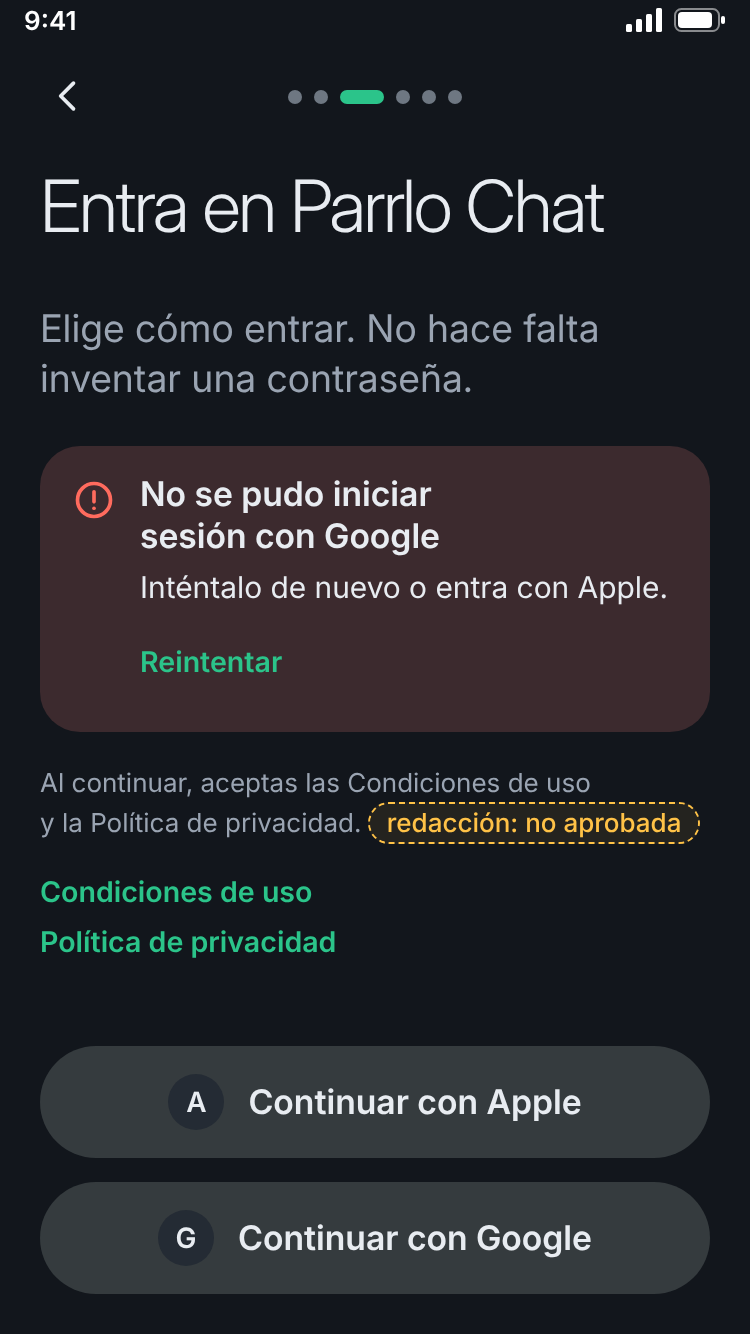 9:41
Entra en Parrlo Chat
Elige cómo entrar. No hace falta
inventar una contraseña.
No se pudo iniciar
sesión con Google
Inténtalo de nuevo o entra con Apple.
Reintentar
Al continuar, aceptas las Condiciones de uso
y la Política de privacidad. redacción: no aprobada
Condiciones de uso
Política de privacidad
A Continuar con Apple
G Continuar con Google